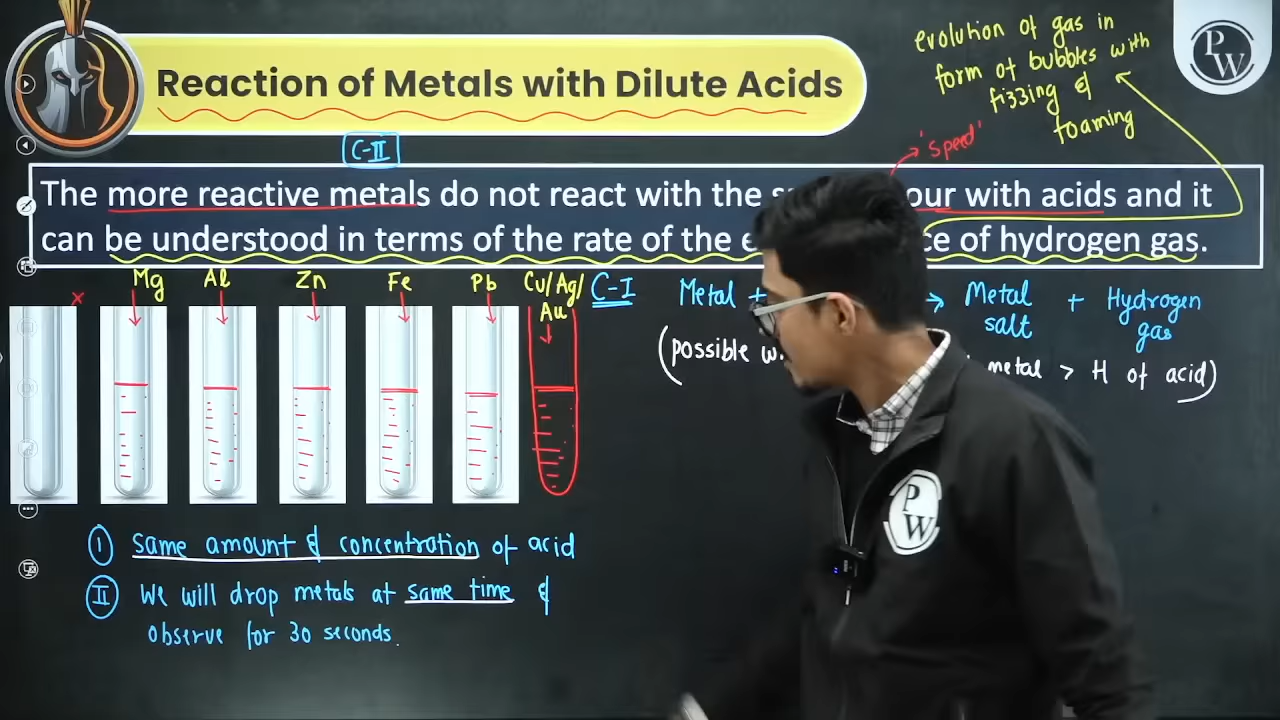 evolution of gas in
form of bubbles with
fizzing &
foaming
PW
Reaction of Metals with Dilute Acids
'speed'
C-II
The more reactive metals do not react with the our with acids and it
can be understood in terms of the rate of the ce of hydrogen gas.
x Mg Al Zn Fe Pb Cu/Ag/
Au
C-I Metal + → Metal salt + Hydrogen gas
(possible metal > H of acid)
PW
I same amount & concentration of acid
II We will drop metals at same time &
observe for 30 seconds.